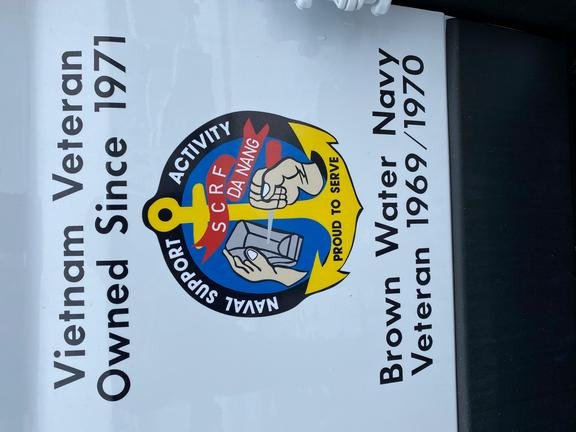 Vietnam Veteran
Owned Since 1971
NAVAL SUPPORT ACTIVITY
SCRF
DA NANG
PROUD TO SERVE
Brown Water Navy
Veteran 1969/1970